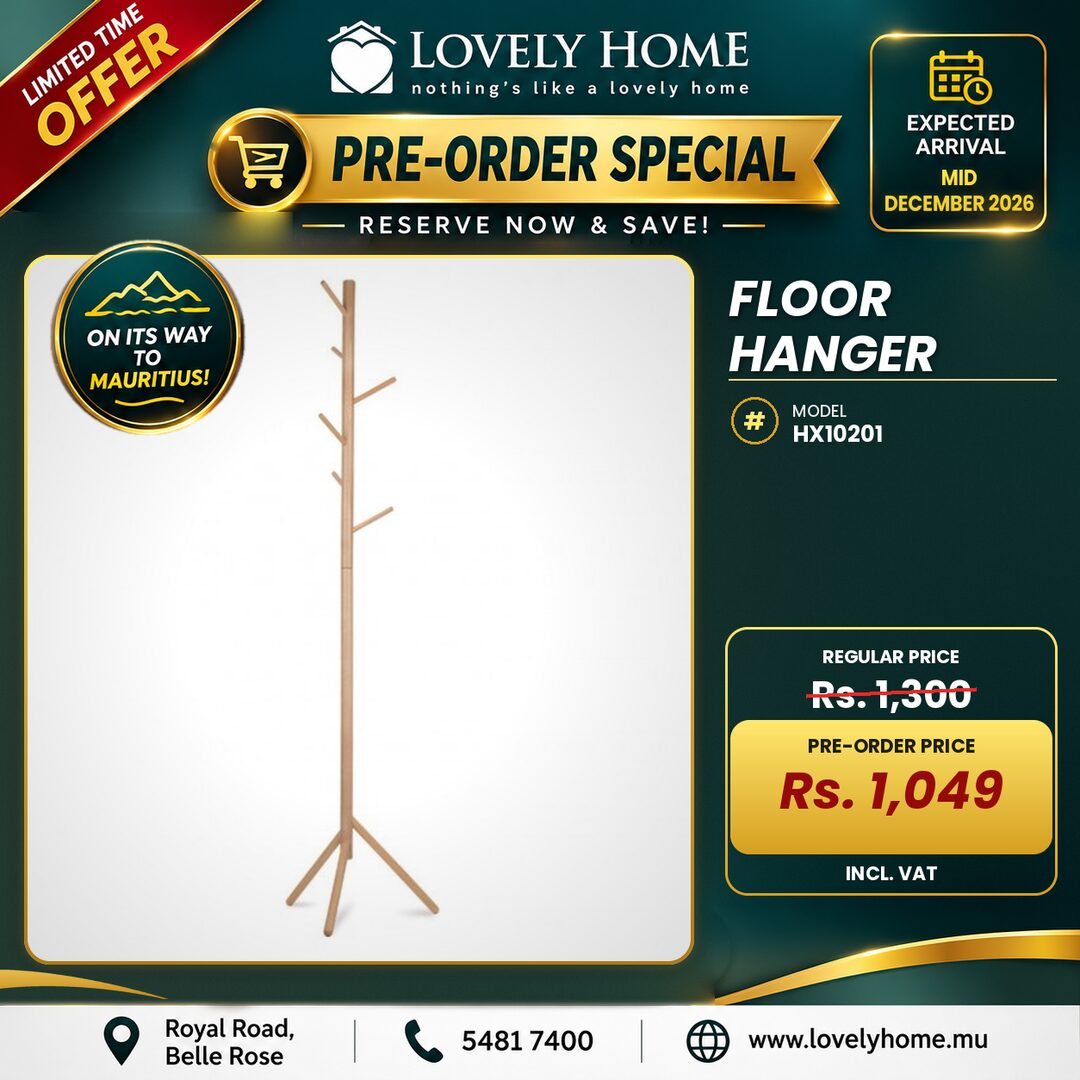 LIMITED TIME
OFFER
LOVELY HOME
nothing's like a lovely home
PRE-ORDER SPECIAL
RESERVE NOW & SAVE!
EXPECTED
ARRIVAL
MID
DECEMBER 2026
ON ITS WAY
TO
MAURITIUS!
FLOOR
HANGER
#
MODEL
HX10201
REGULAR PRICE
Rs. 1,300
PRE-ORDER PRICE
Rs. 1,049
INCL. VAT
Royal Road,
Belle Rose
5481 7400
www.lovelyhome.mu